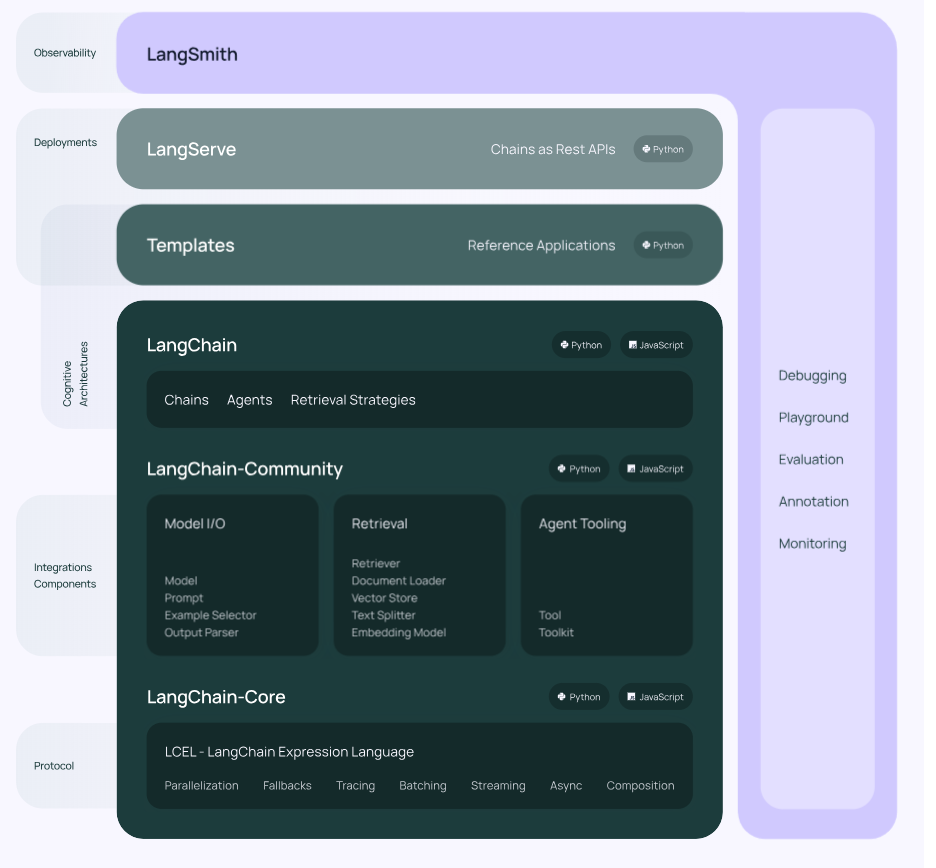 Observability
LangSmith
Deployments
LangServe
Chains as Rest APIs
Python
Templates
Reference Applications
Python
Cognitive
Architectures
LangChain
Python
JavaScript
Chains Agents Retrieval Strategies
LangChain-Community
Python
JavaScript
Integrations
Components
Model I/O
Model
Prompt
Example Selector
Output Parser
Retrieval
Retriever
Document Loader
Vector Store
Text Splitter
Embedding Model
Agent Tooling
Tool
Toolkit
LangChain-Core
Python
JavaScript
Protocol
LCEL - LangChain Expression Language
Parallelization Fallbacks Tracing Batching Streaming Async Composition
Debugging
Playground
Evaluation
Annotation
Monitoring